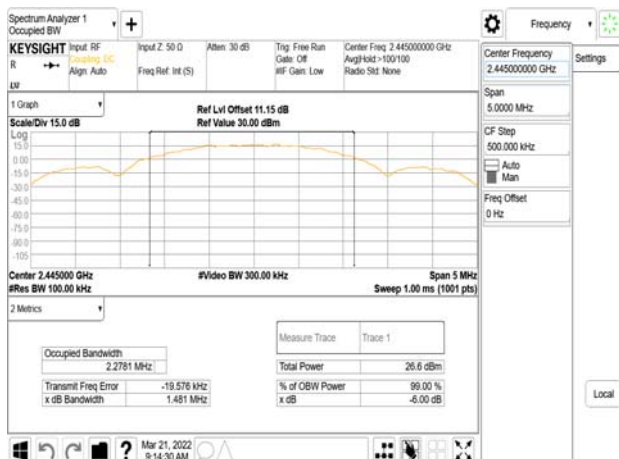 Spectrum Analyzer 1
Occupied BW
+
Frequency
KEYSIGHT
Input: RF
Coupling: DC
Align: Auto
Input Z: 50 Ω
Freq Ref: Int (S)
Atten: 30 dB
Trig: Free Run
Gate: Off
#IF Gain: Low
Center Freq: 2.445000000 GHz
Avg|Hold:>100/100
Radio Std: None
R
LXI
Center Frequency
2.445000000 GHz
Settings
Span
5.0000 MHz
CF Step
500.000 kHz
Auto
Man
Freq Offset
0 Hz
Local
1 Graph
Scale/Div 15.0 dB
Ref Lvl Offset 11.15 dB
Ref Value 30.00 dBm
Log
15.0
0.00
-15.0
-30.0
-45.0
-60.0
-75.0
-90.0
-105
Center 2.445000 GHz
#Video BW 300.00 kHz
Span 5 MHz
#Res BW 100.00 kHz
Sweep 1.00 ms (1001 pts)
2 Metrics
Measure Trace
Trace 1
Occupied Bandwidth
2.2781 MHz
Total Power
26.6 dBm
Transmit Freq Error
-19.576 kHz
% of OBW Power
99.00 %
x dB Bandwidth
1.481 MHz
x dB
-6.00 dB
?
Mar 21, 2022
9:14:30 AM